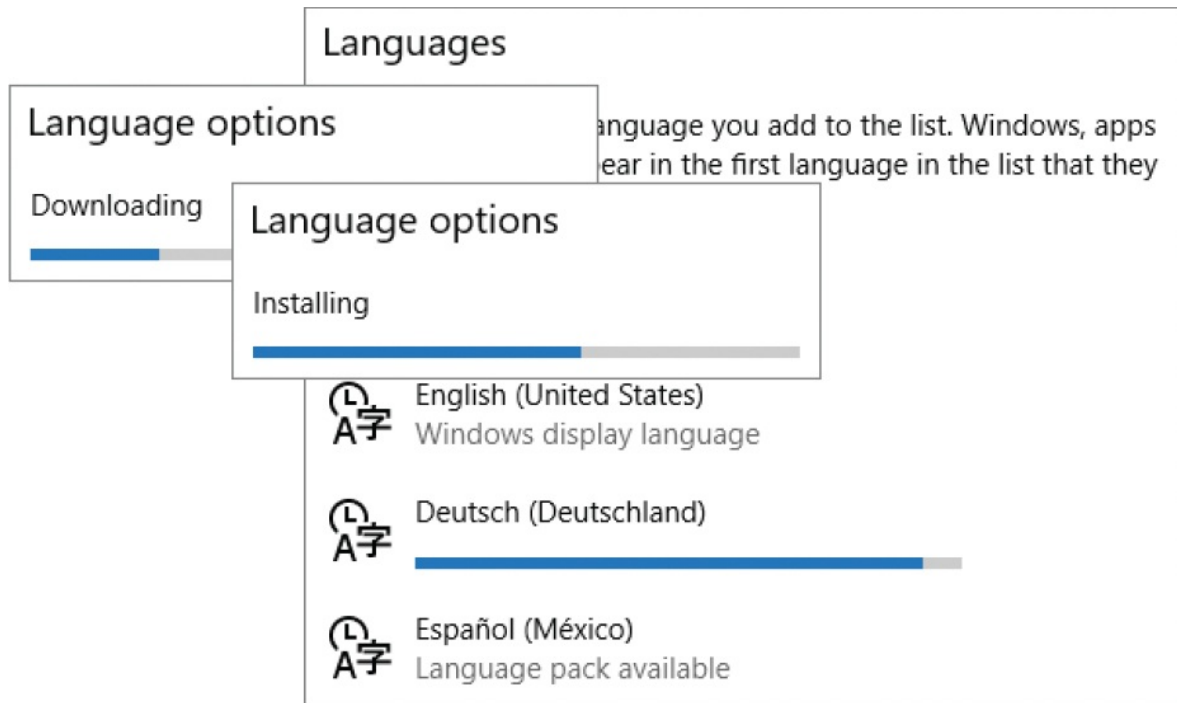 Languages
Language options
anguage you add to the list. Windows, apps
ear in the first language in the list that they
Downloading
Language options
Installing
English (United States)
Windows display language
Deutsch (Deutschland)
Español (México)
Language pack available